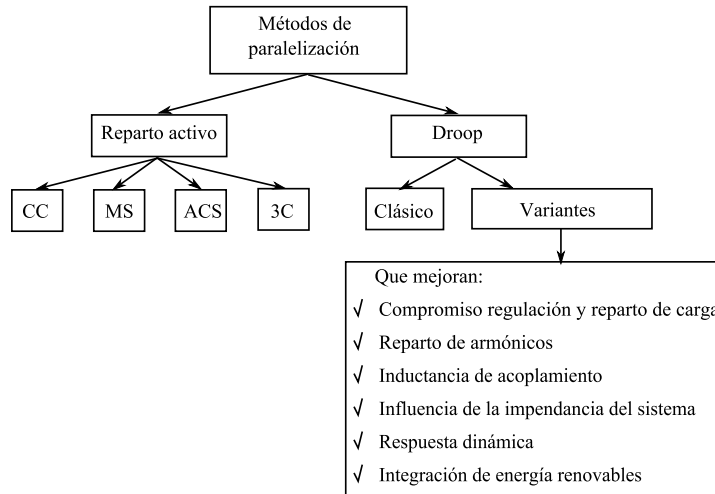 Métodos de
paralelización
Reparto activo
Droop
CC
MS
ACS
3C
Clásico
Variantes
Que mejoran:
√ Compromiso regulación y reparto de carga
√ Reparto de armónicos
√ Inductancia de acoplamiento
√ Influencia de la impendancia del sistema
√ Respuesta dinámica
√ Integración de energía renovables